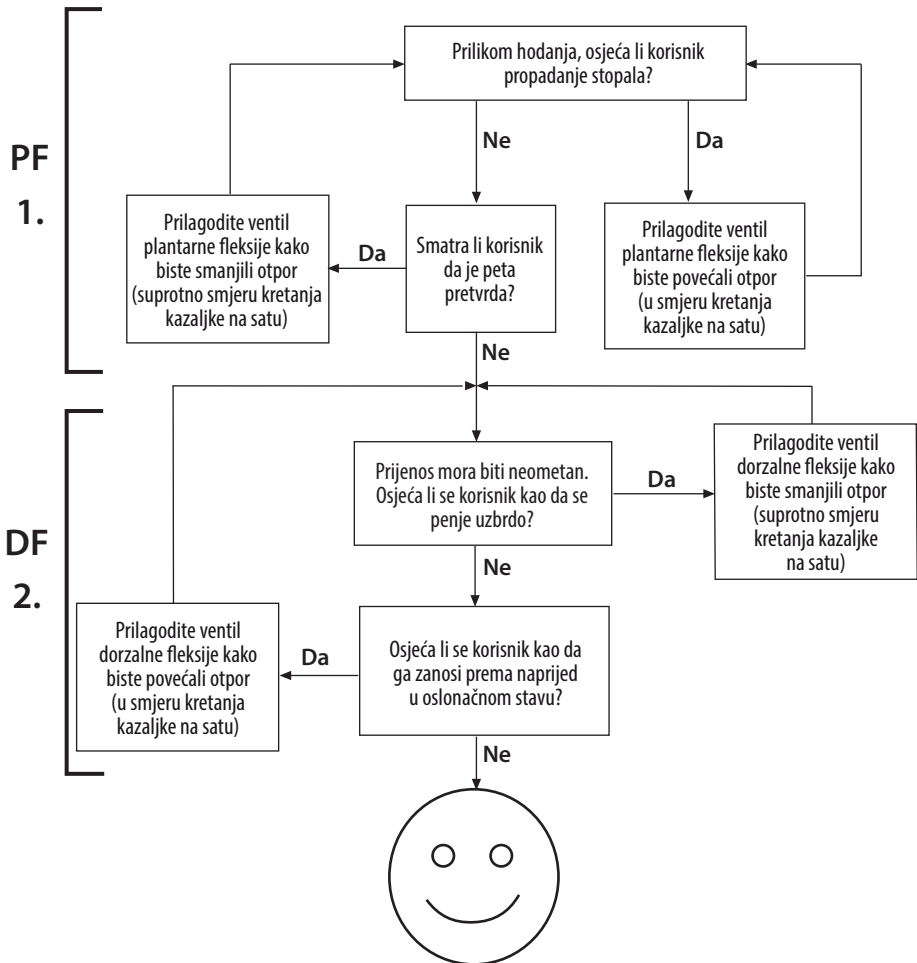 Prilikom hodanja, osjeća li korisnik
propadanje stopala?
Ne
Da
PF
1.
Prilagodite ventil
plantarne fleksije kako
biste smanjili otpor
(suprotno smjeru kretanja
kazaljke na satu)
Da
Smatra li korisnik
da je peta
pretvrda?
Prilagodite ventil
plantarne fleksije kako
biste povećali otpor
(u smjeru kretanja
kazaljke na satu)
Ne
DF
2.
Prijenos mora biti neometan.
Osjeća li se korisnik kao da se
penje uzbrdo?
Da
Prilagodite ventil
dorzalne fleksije kako
biste smanjili otpor
(suprotno smjeru
kretanja kazaljke
na satu)
Ne
Prilagodite ventil
dorzalne fleksije kako
biste povećali otpor
(u smjeru kretanja
kazaljke na satu)
Da
Osjeća li se korisnik kao da
ga zanosi prema naprijed
u oslonačnom stavu?
Ne